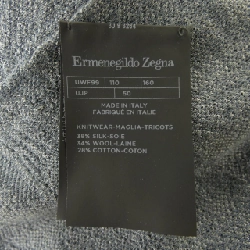 Ermenegildo Zegna
110
160
50
MADE IN ITALY
FABRIQUÉ EN ITALIE
KNITWEAR-MAGLIA-TRICOTS
38% SILK-SOIE
34% WOOL-LAINE
28% COTTON-COTON